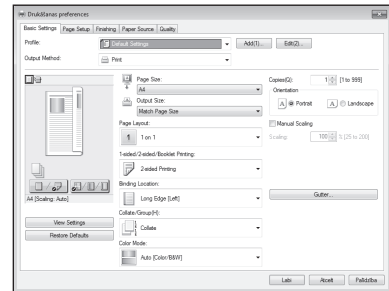 Drukāšanas preferences
Basic Settings Page Setup Finishing Paper Source Quality
Profile: Default Settings Add(1)... Edit(2)...
Output Method: Print
Page Size: Copies(Q): 1 [1 to 999]
A4 Orientation
Output Size: A Portrait A Landscape
Match Page Size
Page Layout: Manual Scaling
1 1 on 1 Scaling: 100 % [25 to 200]
1-sided/2-sided/Booklet Printing:
2-sided Printing
Binding Location:
Long Edge [Left] Gutter...
A4 [Scaling: Auto]
Collate/Group(H):
View Settings Collate
Restore Defaults
Color Mode:
Auto [Color/B&W]
Labi Atcelt Palīdzība